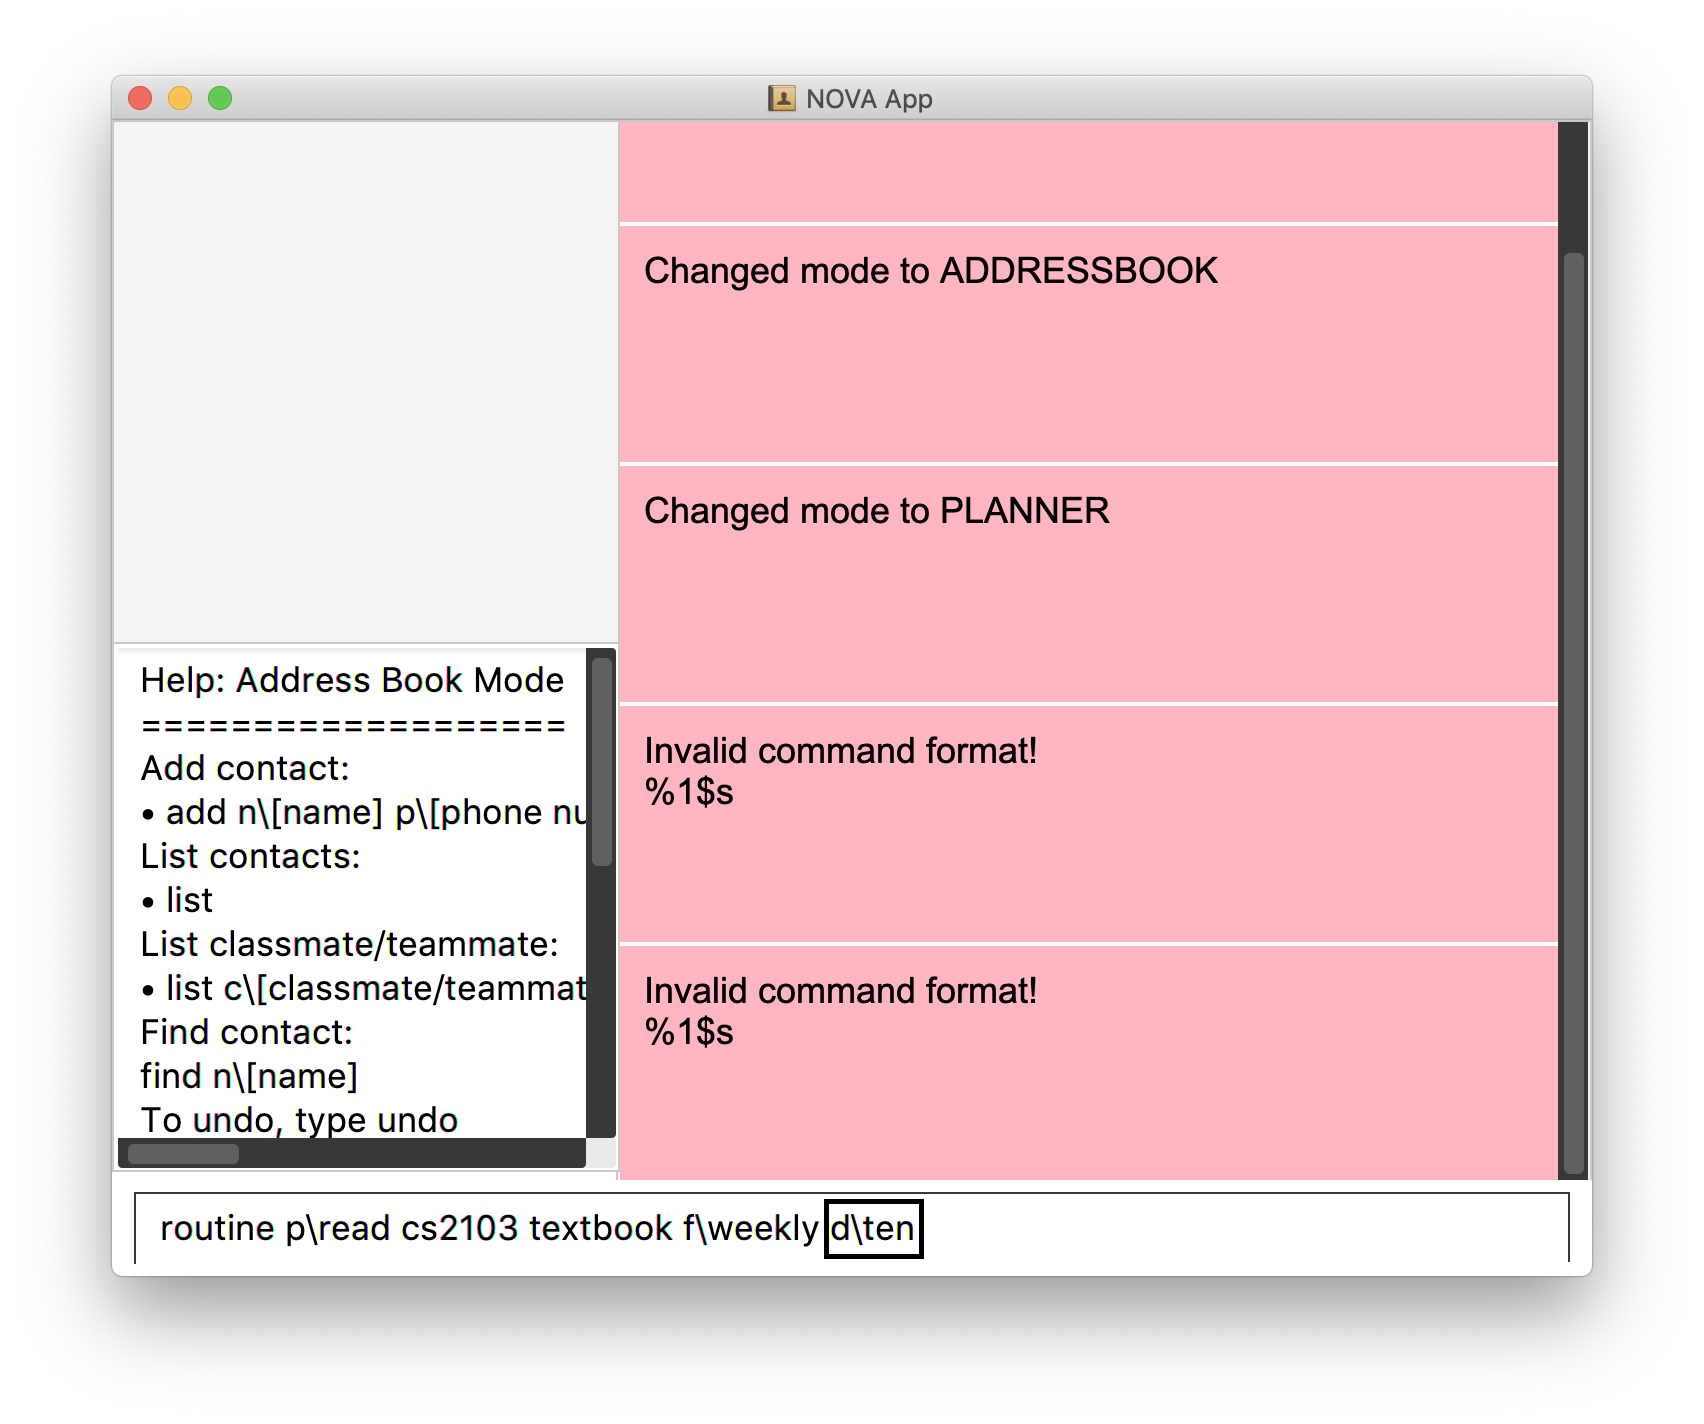 NOVA App
Changed mode to ADDRESSBOOK
Changed mode to PLANNER
Invalid command format!
%1$s
Invalid command format!
%1$s
Help: Address Book Mode
===================
Add contact:
• add n\[name] p\[phone nu
List contacts:
• list
List classmate/teammate:
• list c\[classmate/teammat
Find contact:
find n\[name]
To undo, type undo
routine p\read cs2103 textbook f\weekly d\ten